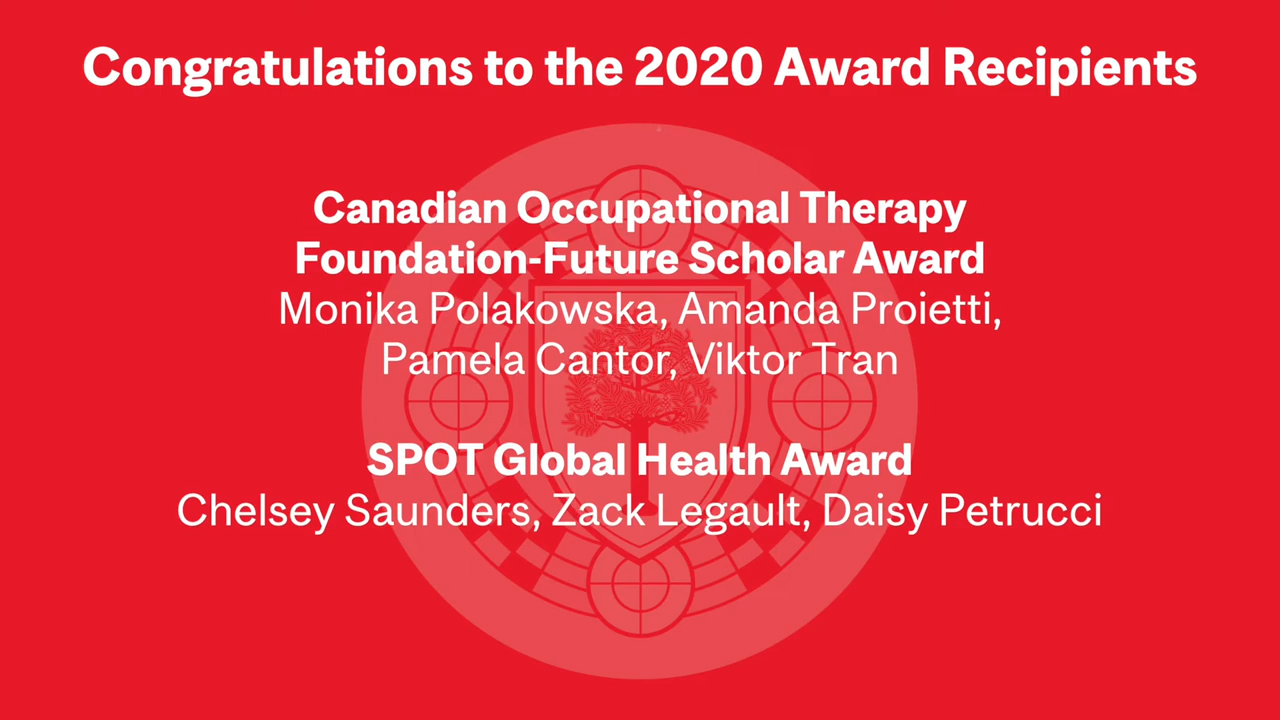 Congratulations to the 2020 Award Recipients
Canadian Occupational Therapy
Foundation-Future Scholar Award
Monika Polakowska, Amanda Proietti,
Pamela Cantor, Viktor Tran
SPOT Global Health Award
Chelsey Saunders, Zack Legault, Daisy Petrucci